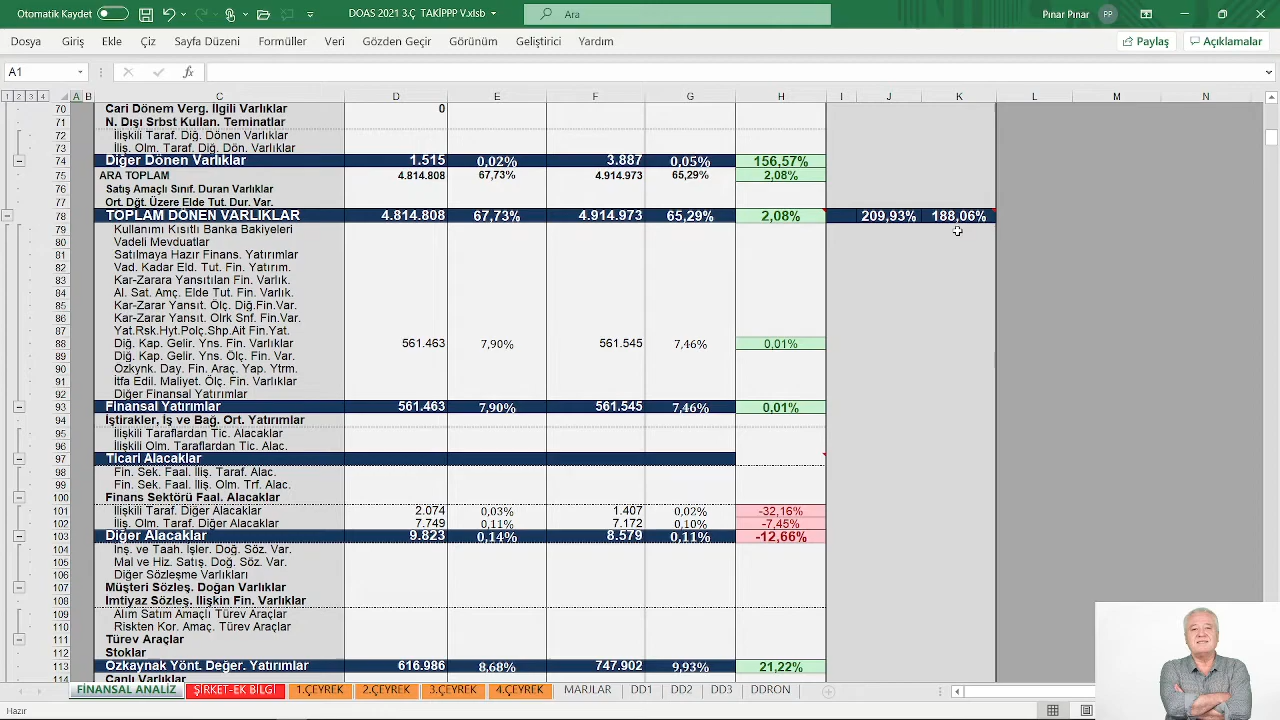 Otomatik Kaydet
DOAS 2021 3.Ç TAKİPPP V.xlsb
Ara
Pınar Pınar PP
Dosya Giriş Ekle Çiz Sayfa Düzeni Formüller Veri Gözden Geçir Görünüm Geliştirici Yardım Paylaş Açıklamalar
A1 fx
1 2 3 4 A B C D E F G H I J K L M N
70 Cari Dönem Verg. İlgili Varlıklar 0
71 N. Dışı Srbst Kullan. Teminatlar
72 İlişkili Taraf. Diğ. Dönen Varlıklar
73 İliş. Olm. Taraf. Diğ. Dön. Varlıklar
74 Diğer Dönen Varlıklar 1.515 0,02% 3.887 0,05% 156,57%
75 ARA TOPLAM 4.814.808 67,73% 4.914.973 65,29% 2,08%
76 Satış Amaçlı Sınıf. Duran Varlıklar
77 Ort. Dğt. Üzere Elde Tut. Dur. Var.
78 TOPLAM DÖNEN VARLIKLAR 4.814.808 67,73% 4.914.973 65,29% 2,08% 209,93% 188,06%
79 Kullanımı Kısıtlı Banka Bakiyeleri
80 Vadeli Mevduatlar
81 Satılmaya Hazır Finans. Yatırımlar
82 Vad. Kadar Eld. Tut. Fin. Yatırım.
83 Kar-Zarara Yansıtılan Fin. Varlık.
84 Al. Sat. Amç. Elde Tut. Fin. Varlık.
85 Kar-Zarar Yansıt. Ölç. Diğ.Fin.Var.
86 Kar-Zarar Yansıt. Olrk Snf. Fin. Var.
87 Yat.Rsk.Hyt.Polç.Shp.Ait Fin.Yat.
88 Diğ. Kap. Gelir. Yns. Fin. Varlıklar 561.463 7,90% 561.545 7,46% 0,01%
89 Diğ. Kap. Gelir. Yns. Ölç. Fin. Var.
90 Özkynk. Day. Fin. Araç. Yap. Ytrm.
91 İtfa Edil. Maliyet. Ölç. Fin. Varlıklar
92 Diğer Finansal Yatırımlar
93 Finansal Yatırımlar 561.463 7,90% 561.545 7,46% 0,01%
94 İştirakler, İş ve Bağ. Ort. Yatırımlar
95 İlişkili Taraflardan Tic. Alacaklar
96 İlişkili Olm. Taraflardan Tic. Alac.
97 Ticari Alacaklar
98 Fin. Sek. Faal. İliş. Taraf. Alac.
99 Fin. Sek. Faal. İliş. Olm. Trf. Alac.
100 Finans Sektörü Faal. Alacaklar
101 İlişkili Taraf. Diğer Alacaklar 2.074 0,03% 1.407 0,02% -32,16%
102 İliş. Olm. Taraf. Diğer Alacaklar 7.749 0,11% 7.172 0,10% -7,45%
103 Diğer Alacaklar 9.823 0,14% 8.579 0,11% -12,66%
104 İnş. ve Taah. İşler. Doğ. Söz. Var.
105 Mal ve Hiz. Satış. Doğ. Söz. Var.
106 Diğer Sözleşme Varlıkları
107 Müşteri Sözleş. Doğan Varlıklar
108 İmtiyaz Sözleş. İlişkin Fin. Varlıklar
109 Alım Satım Amaçlı Türev Araçlar
110 Riskten Kor. Amaç. Türev Araçlar
111 Türev Araçlar
112 Stoklar
113 Özkaynak Yönt. Değer. Yatırımlar 616.986 8,68% 747.902 9,93% 21,22%
114 Canlı Varlıklar
FİNANSAL ANALİZ ŞİRKET-EK BİLGİ 1.ÇEYREK 2.ÇEYREK 3.ÇEYREK 4.ÇEYREK MARJLAR DD1 DD2 DD3 DDRON
Hazır